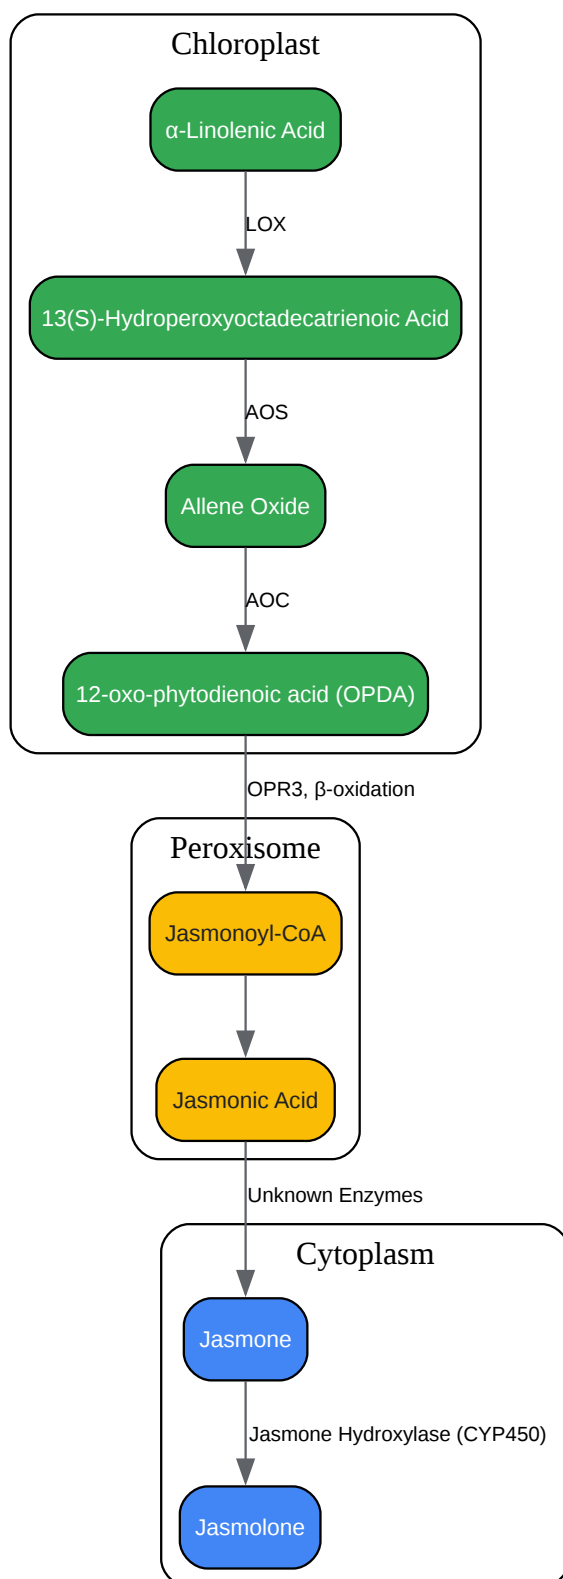 Chloroplast
α-Linolenic Acid
LOX
13(S)-Hydroperoxyoctadecatrienoic Acid
AOS
Allene Oxide
AOC
12-oxo-phytodienoic acid (OPDA)
OPR3, β-oxidation
Peroxisome
Jasmonoyl-CoA
Jasmonic Acid
Unknown Enzymes
Cytoplasm
Jasmone
Jasmone Hydroxylase (CYP450)
Jasmolone